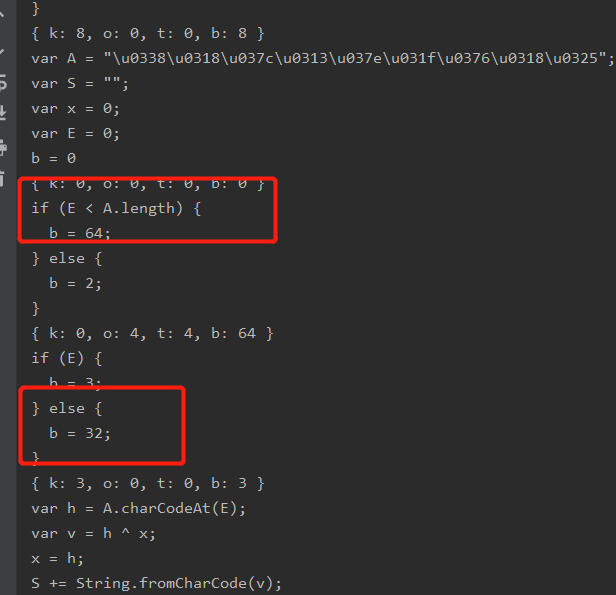 }
{ k: 8, o: 0, t: 0, b: 8 }
var A = "\u0338\u0318\u037c\u0313\u037e\u031f\u0376\u0318\u0325";
var S = "";
var x = 0;
var E = 0;
b = 0
{ k: 0, o: 0, t: 0, b: 0 }
if (E < A.length) {
  b = 64;
} else {
  b = 2;
}
{ k: 0, o: 4, t: 4, b: 64 }
if (E) {
  b = 3;
} else {
  b = 32;
}
{ k: 3, o: 0, t: 0, b: 3 }
var h = A.charCodeAt(E);
var v = h ^ x;
x = h;
S += String.fromCharCode(v);